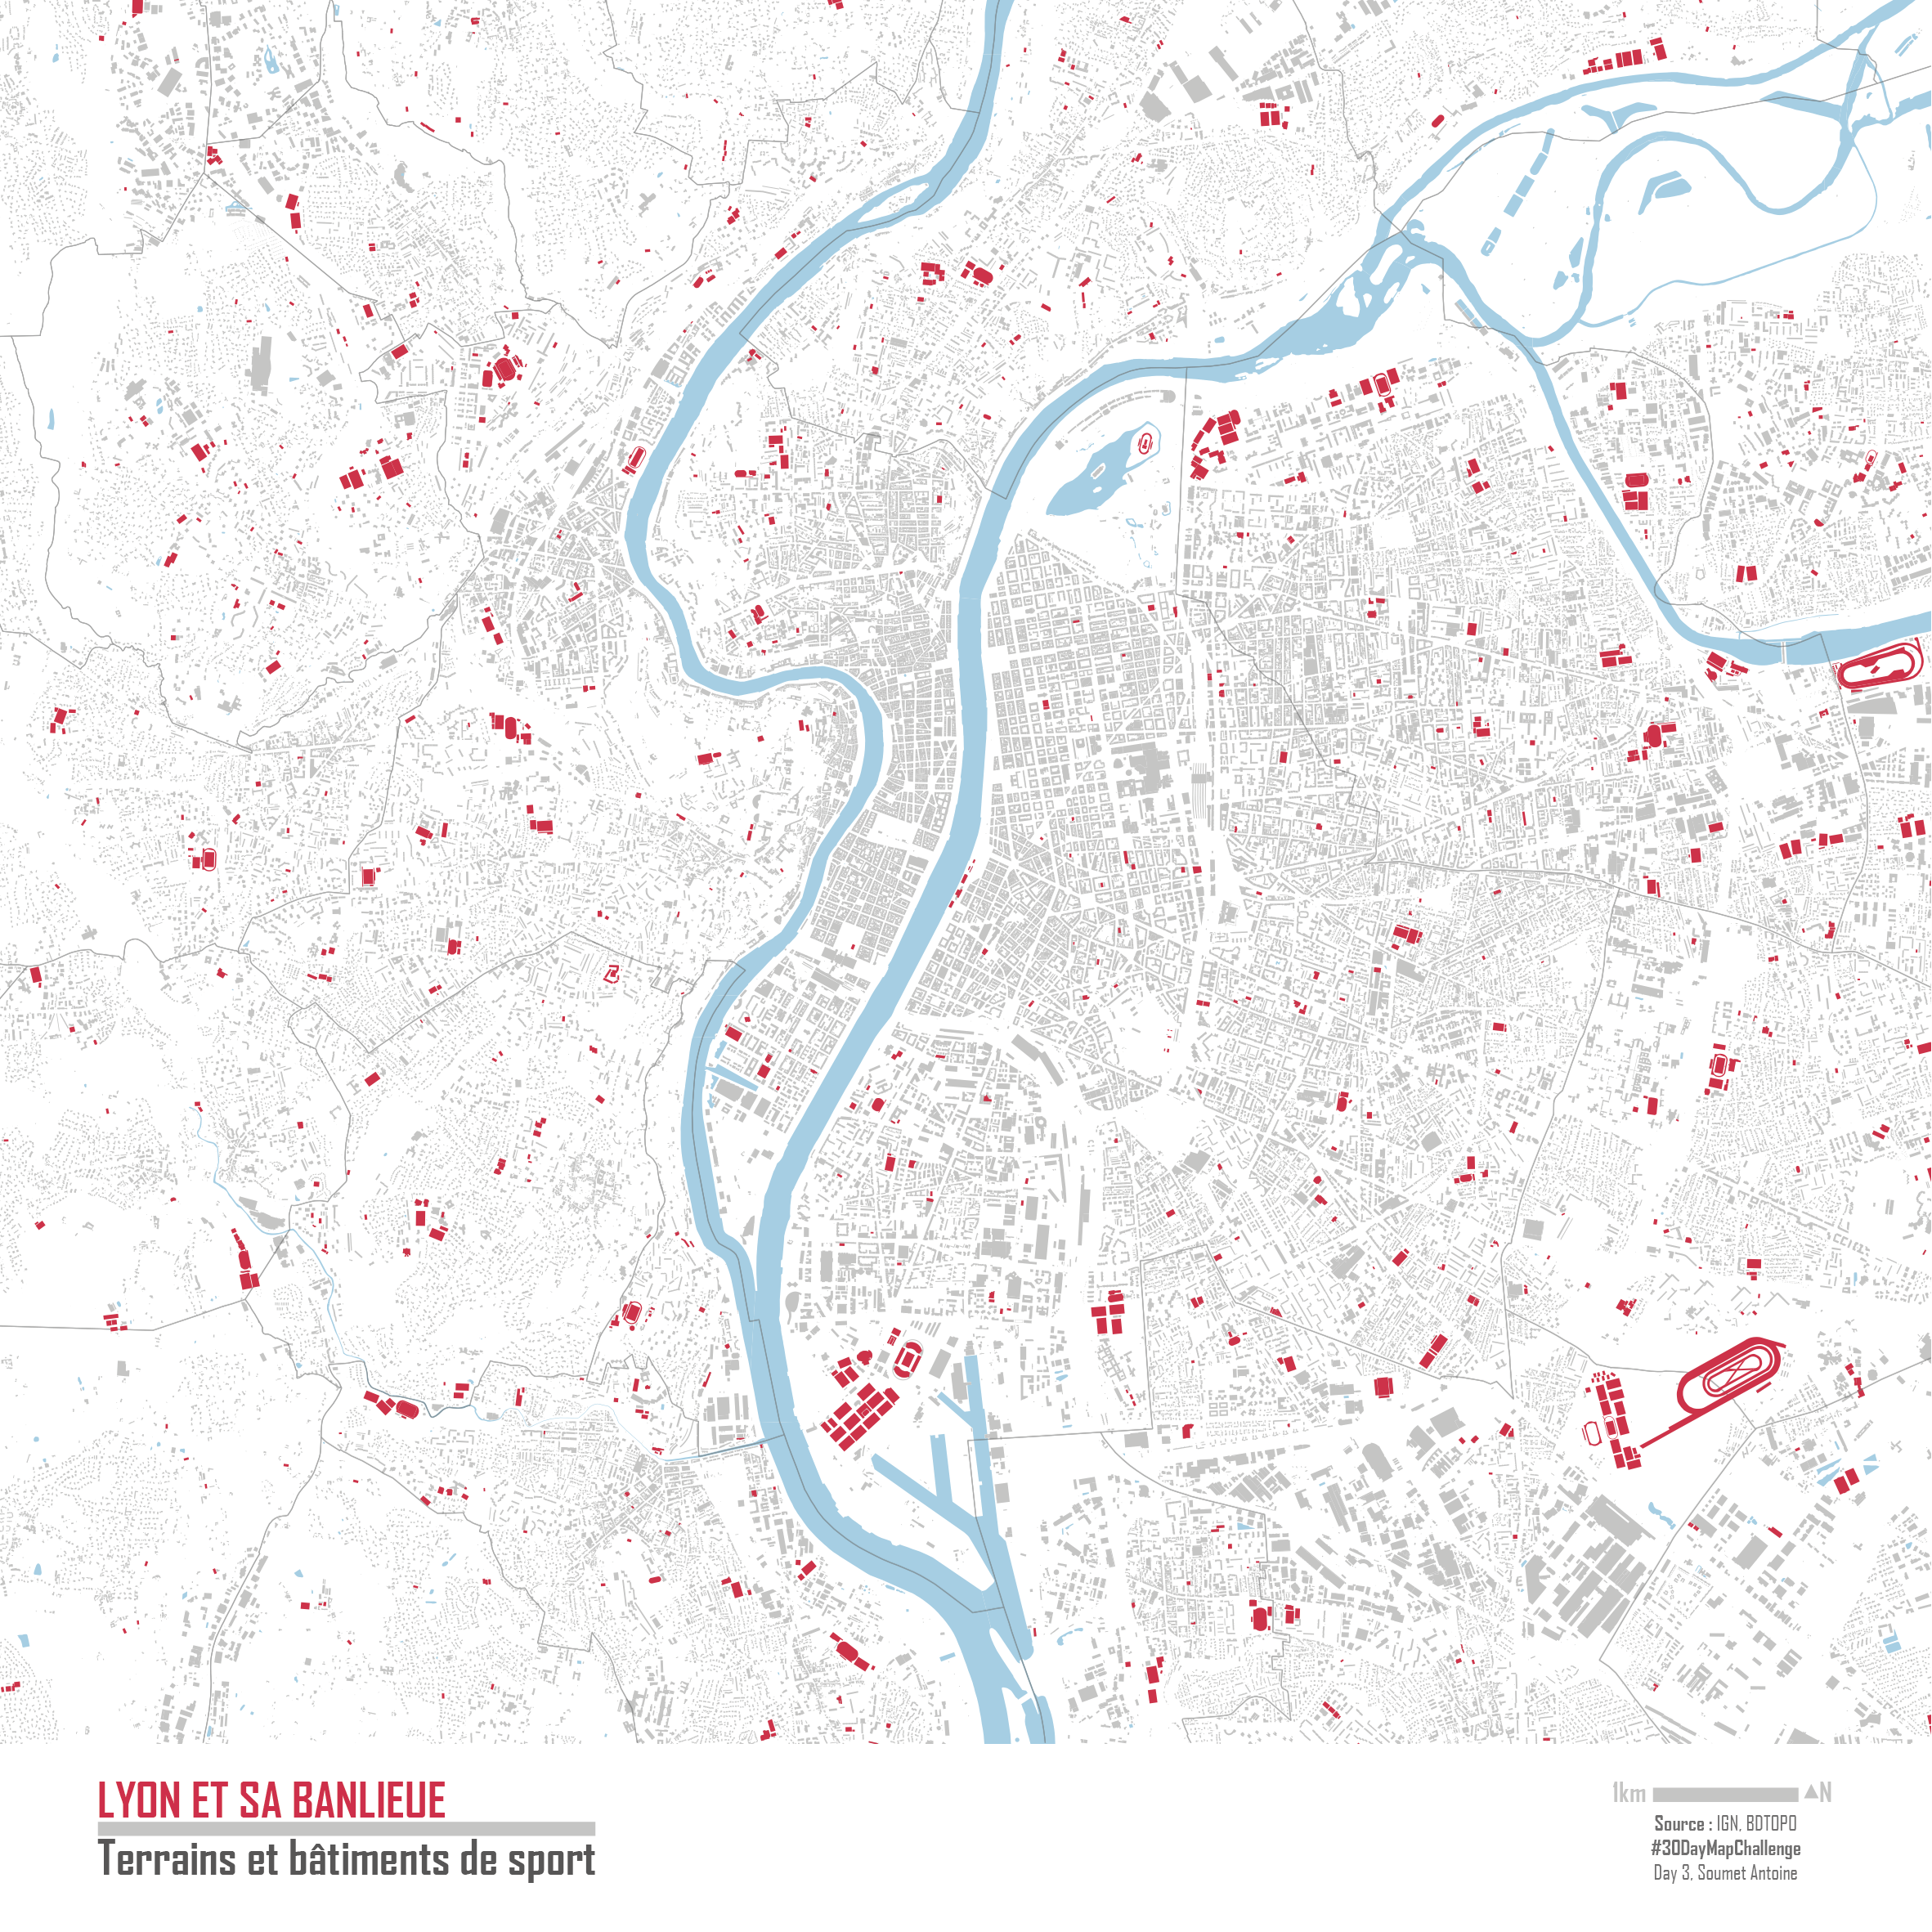 LYON ET SA BANLIEUE
Terrains et bâtiments de sport
1km N
Source : IGN, BDTOPO
#30DayMapChallenge
Day 3, Soumet Antoine